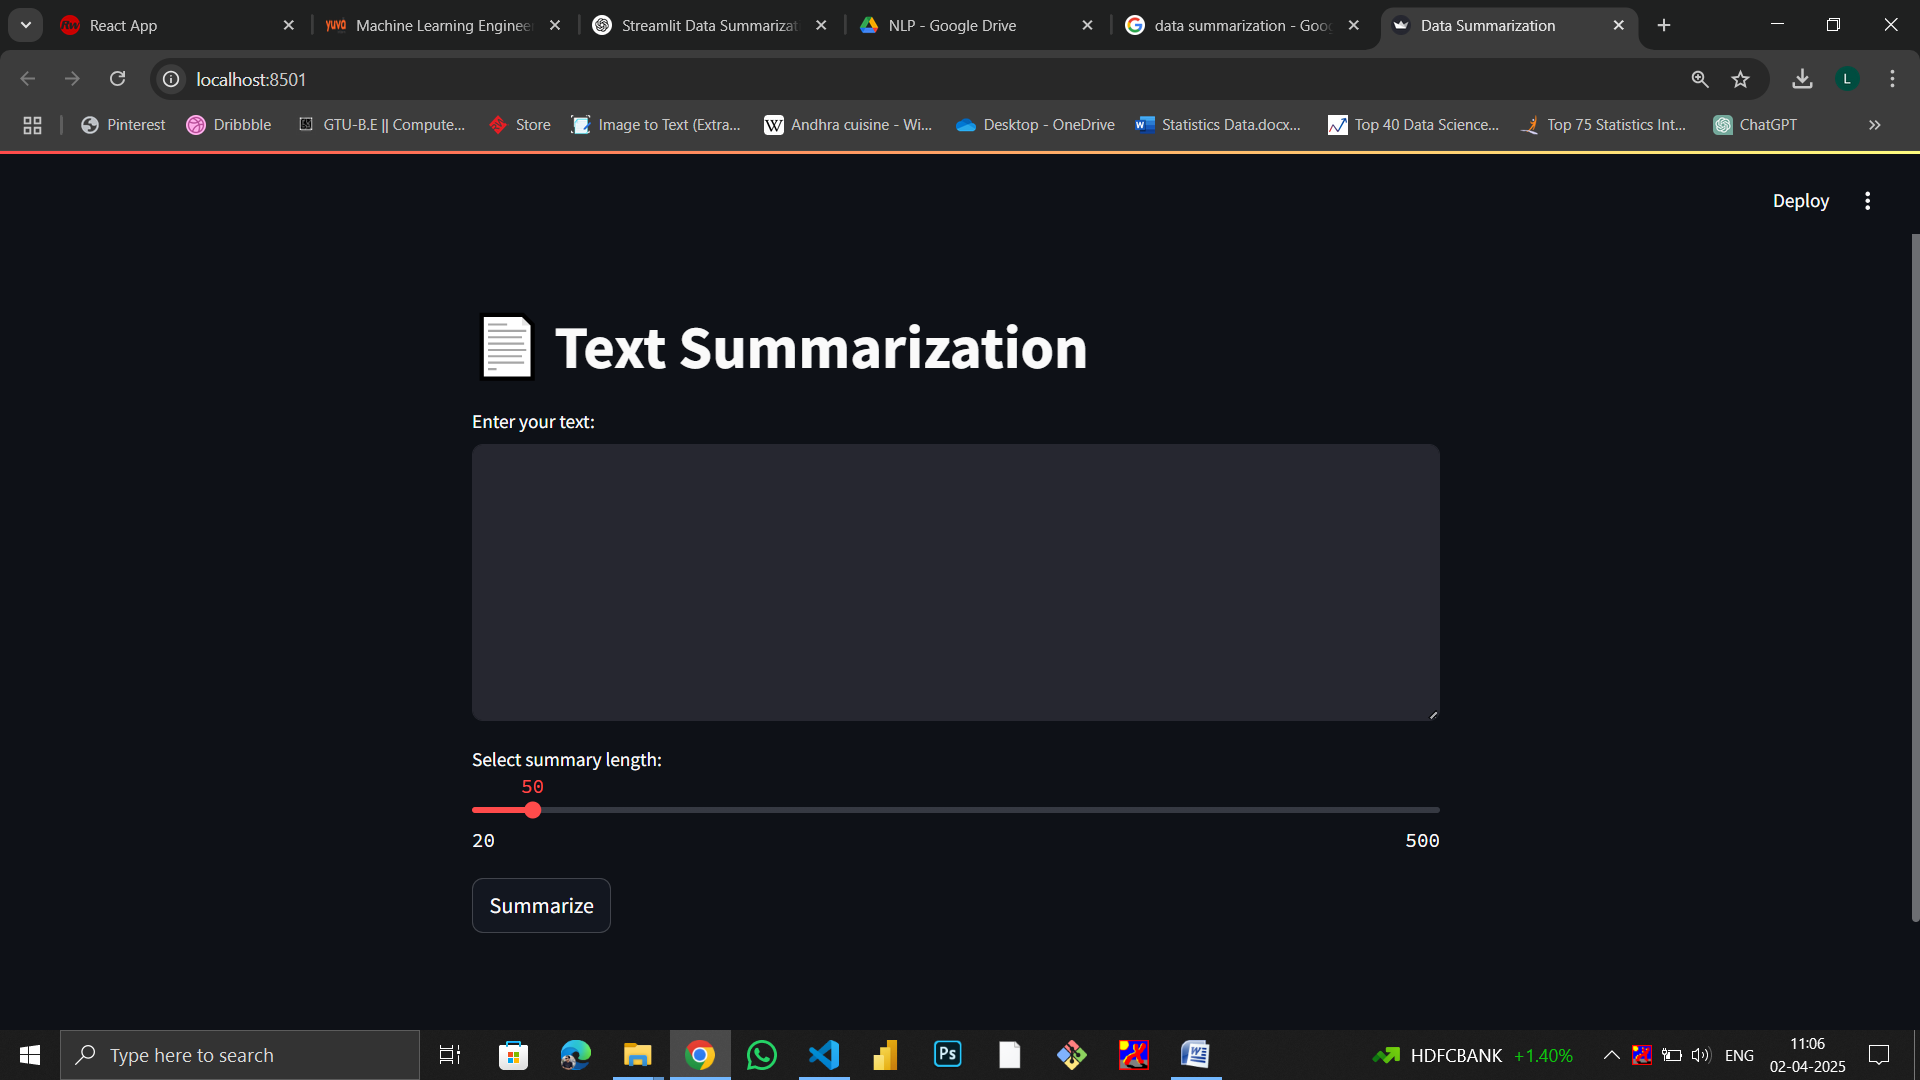 React App
Machine Learning Enginee
Streamlit Data Summarizat
NLP - Google Drive
data summarization - Goo
Data Summarization
localhost:8501
L
Pinterest
Dribbble
GTU-B.E || Compute...
Store
Image to Text (Extra...
W Andhra cuisine - Wi...
Desktop - OneDrive
Statistics Data.docx...
Top 40 Data Science...
Top 75 Statistics Int...
ChatGPT
Deploy
Text Summarization
Enter your text:
Select summary length:
50
20
500
Summarize
Type here to search
Ps
HDFCBANK +1.40%
ENG
11:06
02-04-2025